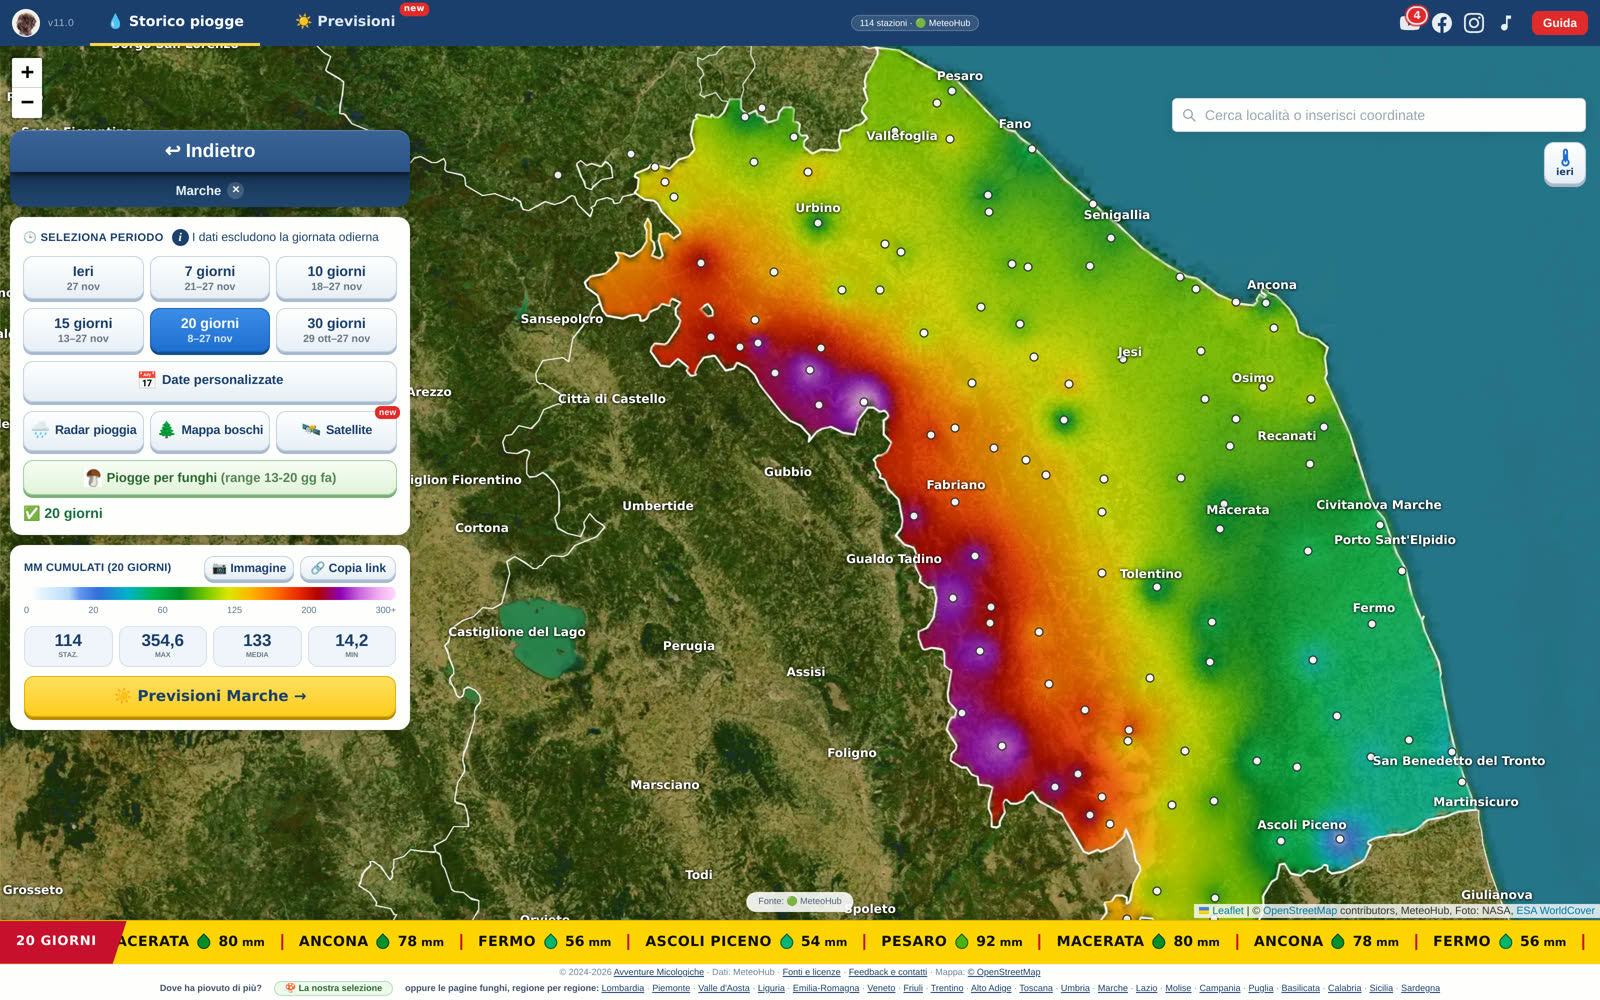 v11.0
💧 Storico piogge
☀️ Previsioni
new
114 stazioni · 🟢 MeteoHub
4
Guida
+
−
Cerca località o inserisci coordinate
ieri
↩ Indietro
Marche ✕
🕒 SELEZIONA PERIODO i I dati escludono la giornata odierna
Ieri
27 nov
7 giorni
21–27 nov
10 giorni
18–27 nov
15 giorni
13–27 nov
20 giorni
8–27 nov
30 giorni
29 ott–27 nov
📅 Date personalizzate
🌧️ Radar pioggia
🌲 Mappa boschi
🛰️ Satellite
new
🍄 Piogge per funghi (range 13-20 gg fa)
✅ 20 giorni
MM CUMULATI (20 GIORNI)
📷 Immagine
🔗 Copia link
0 20 60 125 200 300+
114
STAZ.
354,6
MAX
133
MEDIA
14,2
MIN
☀️ Previsioni Marche →
Pesaro
Fano
Vallefoglia
Urbino
Senigallia
Ancona
Sansepolcro
Jesi
Osimo
Arezzo
Città di Castello
Recanati
Gubbio
iglion Fiorentino
Fabriano
Umbertide
Civitanova Marche
Macerata
Cortona
Porto Sant'Elpidio
Gualdo Tadino
Tolentino
Fermo
Castiglione del Lago
Perugia
Assisi
Foligno
San Benedetto del Tronto
Marsciano
Martinsicuro
Ascoli Piceno
Todi
Grosseto
Giulianova
Spoleto
Orvieto
Fonte: 🟢 MeteoHub
Leaflet | © OpenStreetMap contributors, MeteoHub, Foto: NASA, ESA WorldCover
20 GIORNI
ACERATA 80 mm | ANCONA 78 mm | FERMO 56 mm | ASCOLI PICENO 54 mm | PESARO 92 mm | MACERATA 80 mm | ANCONA 78 mm | FERMO 56 mm |
© 2024-2026 Avventure Micologiche · Dati: MeteoHub · Fonti e licenze · Feedback e contatti · Mappa: © OpenStreetMap
Dove ha piovuto di più? 🍄 La nostra selezione oppure le pagine funghi, regione per regione: Lombardia · Piemonte · Valle d'Aosta · Liguria · Emilia-Romagna · Veneto · Friuli · Trentino · Alto Adige · Toscana · Umbria · Marche · Lazio · Molise · Campania · Puglia · Basilicata · Calabria · Sicilia · Sardegna